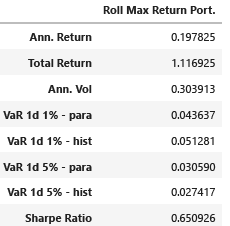 Roll Max Return Port.
Ann. Return 0.197825
Total Return 1.116925
Ann. Vol 0.303913
VaR 1d 1% - para 0.043637
VaR 1d 1% - hist 0.051281
VaR 1d 5% - para 0.030590
VaR 1d 5% - hist 0.027417
Sharpe Ratio 0.650926